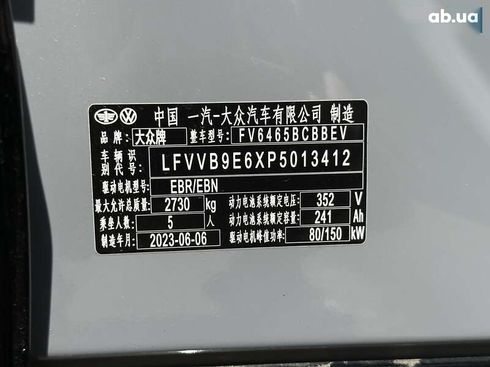 ab.ua
中国 一汽-大众汽车有限公司 制造
品牌: 大众牌 整车型号: FV6465BCBBEV
车辆识别代号: LFVVB9E6XP5013412
驱动电机型号: EBR/EBN
最大允许总质量: 2730 kg 动力电池系统额定电压: 352 V
乘坐人数: 5 人 动力电池系统额定容量: 241 Ah
制造年月: 2023-06-06 驱动电机峰值功率: 80/150 kW